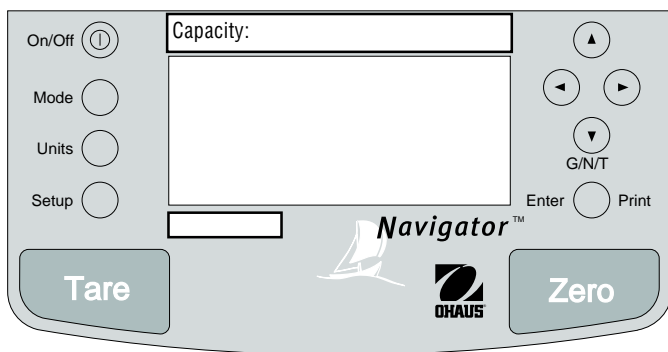 On/Off
Capacity:
Mode
Units
Setup
G/N/T
Enter
Print
Navigator™
Tare
OHAUS®
Zero